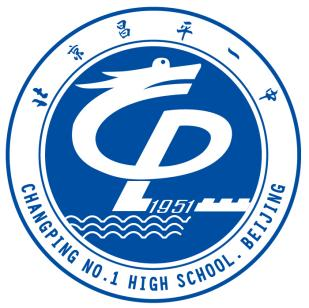 北京昌平一中
CP
1951
CHANGPING NO.1 HIGH SCHOOL. BEIJING